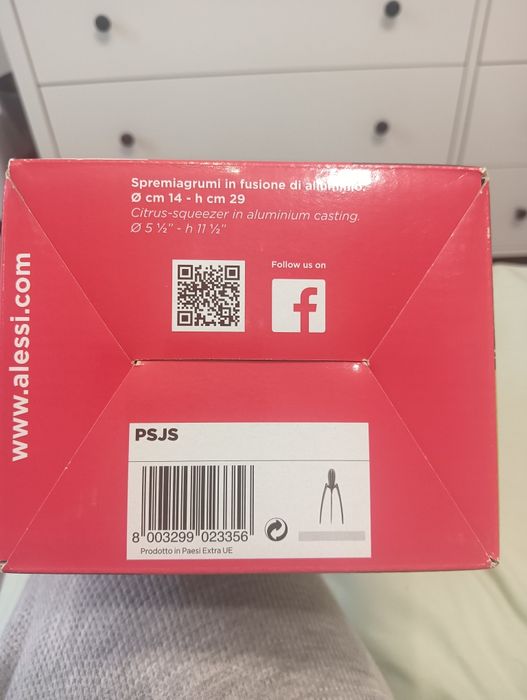 Spremiagrumi in fusione di alluminio.
Ø cm 14 - h cm 29
Citrus-squeezer in aluminium casting.
Ø 5 ½" - h 11 ½"
Follow us on
f
www.alessi.com
PSJS
8 003299 023356
Prodotto in Paesi Extra UE